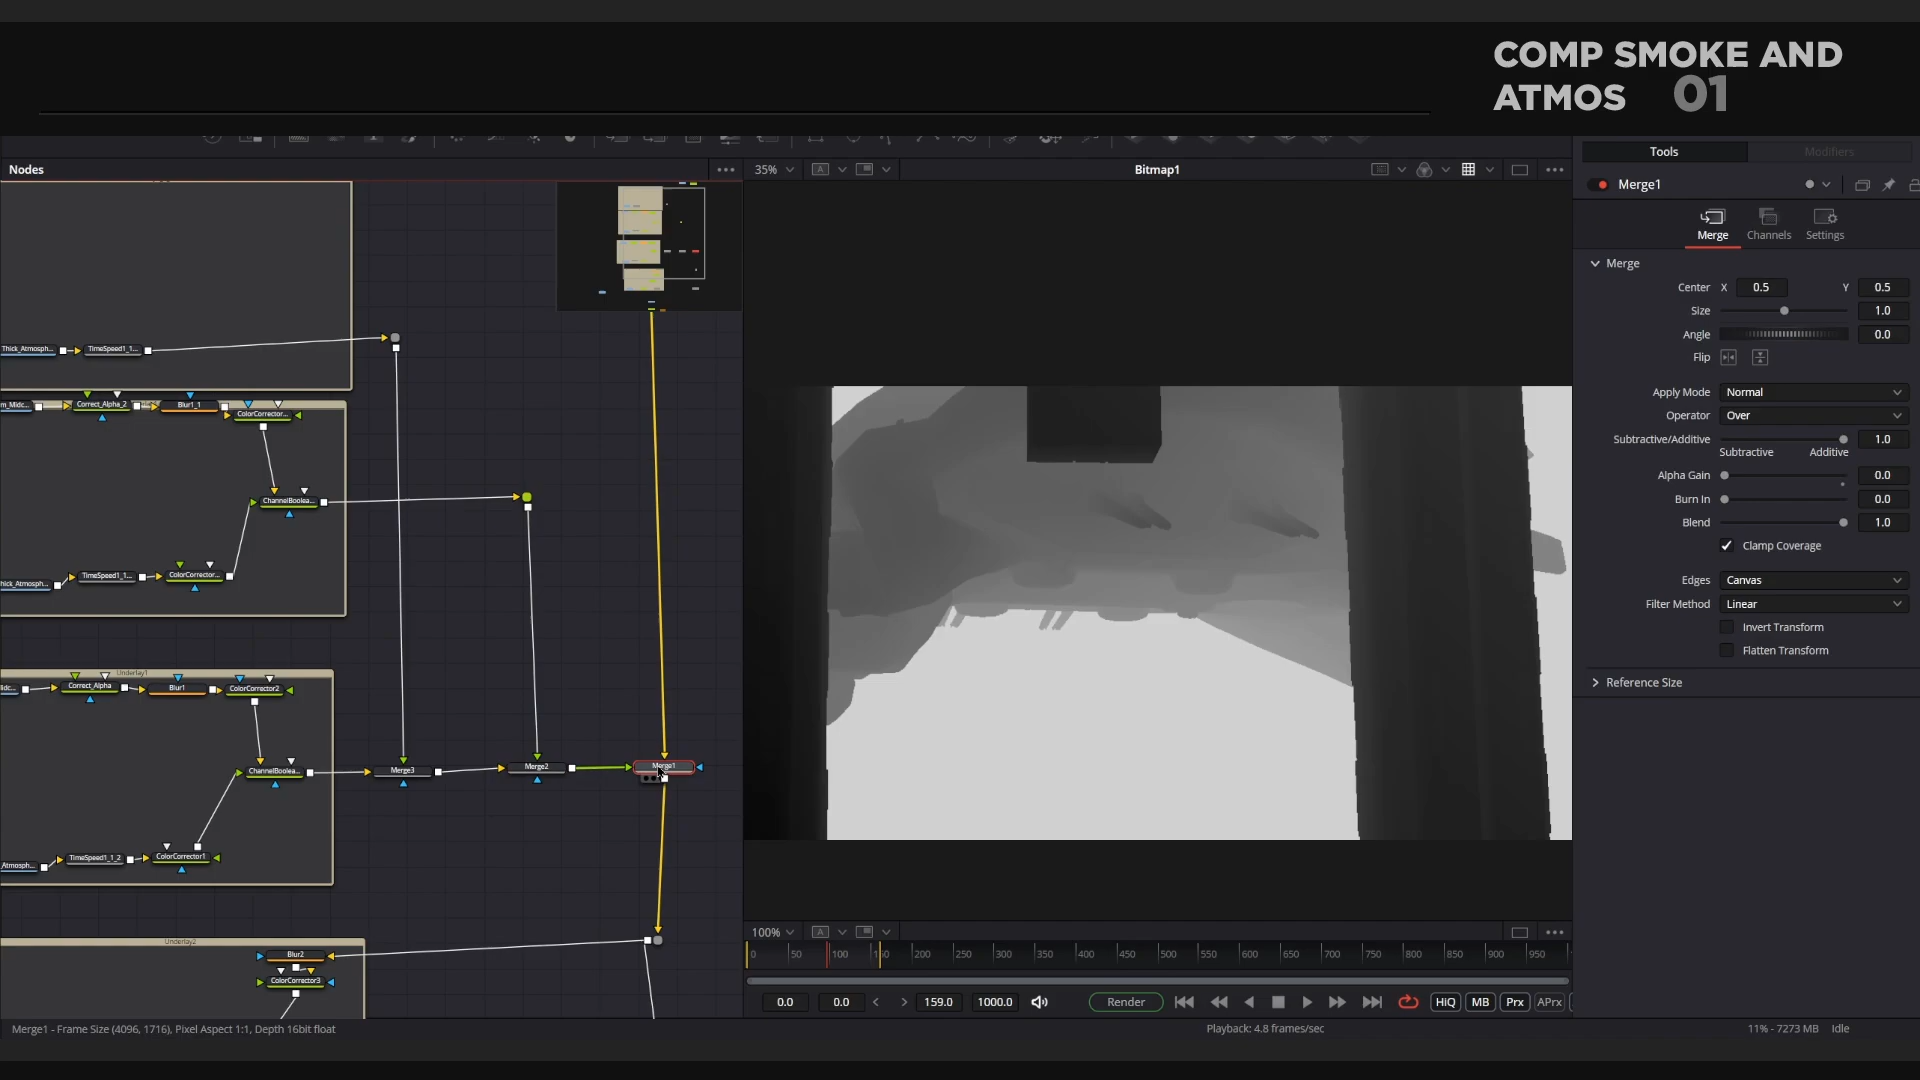 COMP SMOKE AND
ATMOS 01
Nodes
35%
Bitmap1
Tools
Modifiers
Merge1
Merge
Channels
Settings
Merge
Center X 0.5 Y 0.5
Size 1.0
Angle 0.0
Flip
Apply Mode Normal
Operator Over
Subtractive/Additive 1.0
Subtractive Additive
Alpha Gain 0.0
Burn In 0.0
Blend 1.0
Clamp Coverage
Edges Canvas
Filter Method Linear
Invert Transform
Flatten Transform
Reference Size
Thick_Atmosph...
TimeSpeed1_1...
m_Midc...
Correct_Alpha_2
Blur1_1
ColorCorrector...
ChannelBoolea...
hick_Atmosph...
TimeSpeed1_1...
ColorCorrector...
Underlay1
Correct_Alpha
Blur1
ColorCorrector2
ChannelBoolea...
Merge3
Merge2
Merge1
Atmosph...
TimeSpeed1_1_2
ColorCorrector1
Underlay2
Blur2
ColorCorrector3
100%
0 50 100 200 250 300 350 400 450 500 550 600 650 700 750 800 850 900 950
0.0 0.0 159.0 1000.0 Render HiQ MB Prx APrx
Merge1 - Frame Size (4096, 1716), Pixel Aspect 1:1, Depth 16bit float
Playback: 4.8 frames/sec
11% - 7273 MB Idle